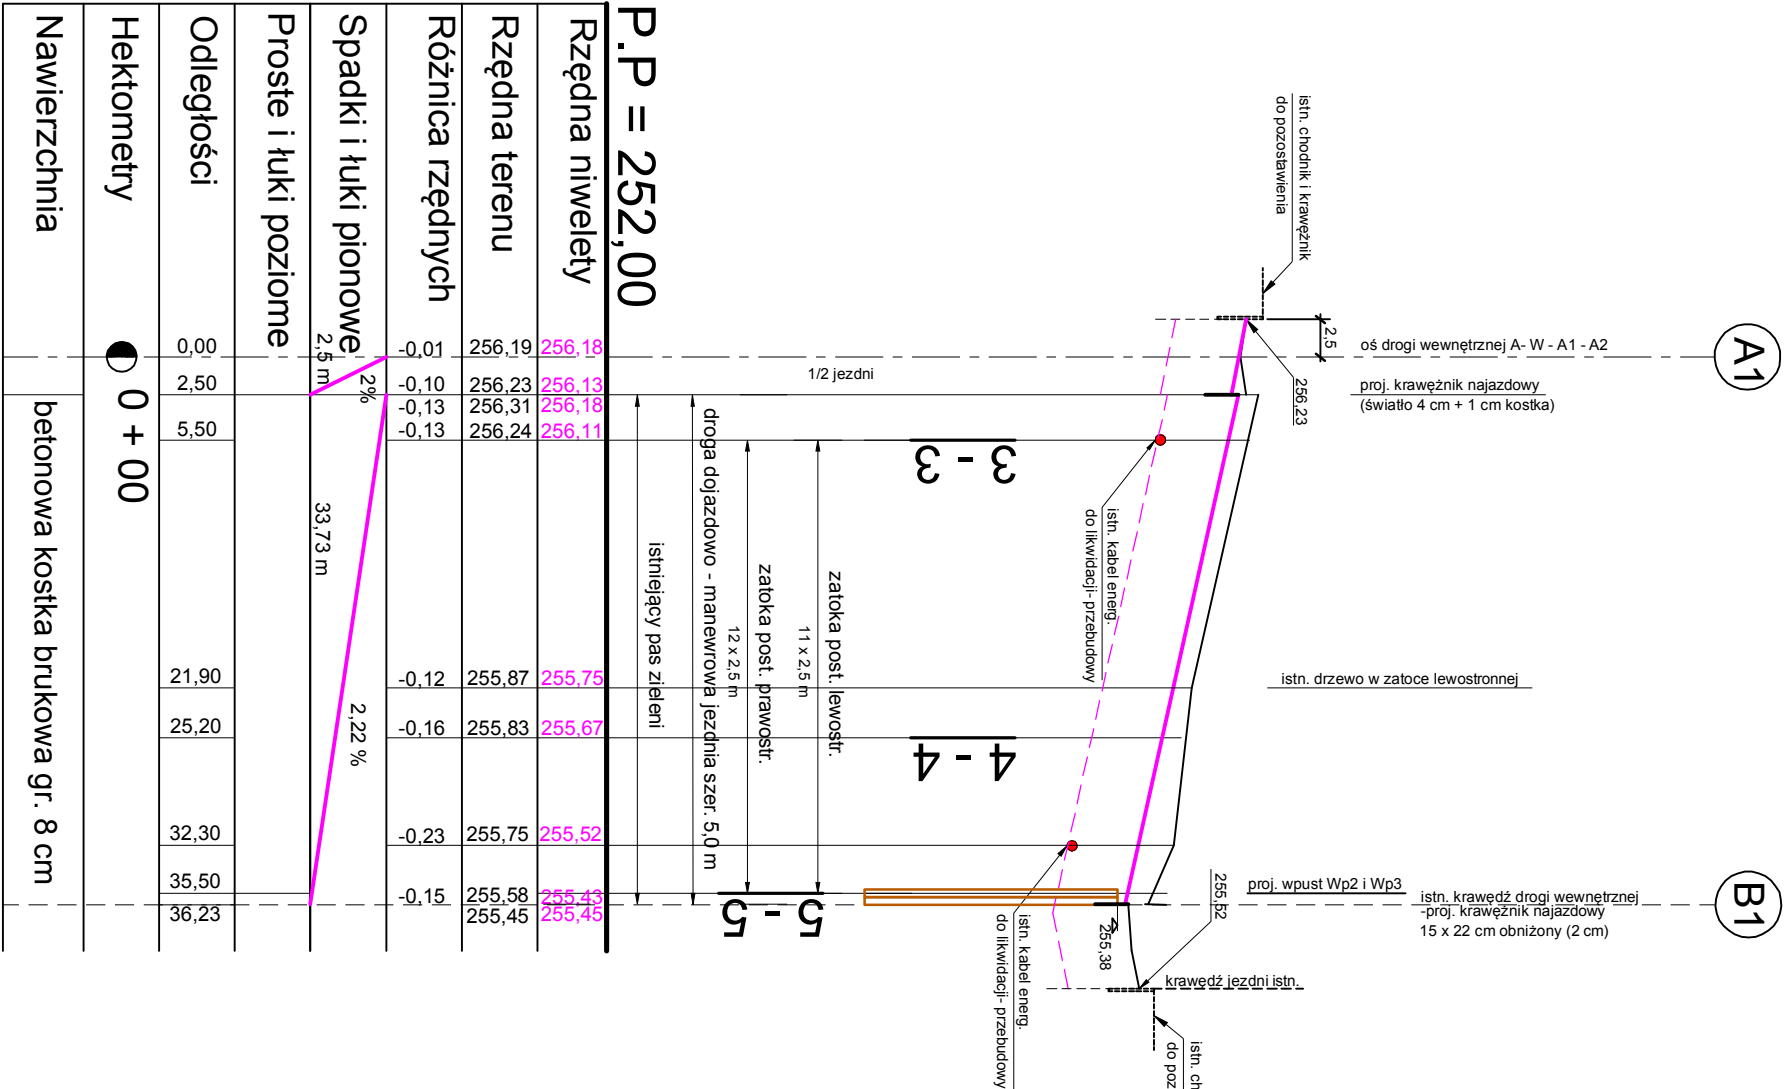 P.P = 252,00
Rzędna niwelety
256,18
256,13
256,18
256,11
255,75
255,67
255,52
255,43
255,45
Rzędna terenu
256,19
256,23
256,31
256,24
255,87
255,83
255,75
255,58
255,45
Różnica rzędnych
-0,01
-0,10
-0,13
-0,13
-0,12
-0,16
-0,23
-0,15
Spadki i łuki pionowe
2%
2,5 m
33,73 m
2,22 %
Proste i łuki poziome
Odległości
0,00
2,50
5,50
21,90
25,20
32,30
35,50
36,23
Hektometry
0 + 00
Nawierzchnia
betonowa kostka brukowa gr. 8 cm
A1
oś drogi wewnętrznej A- W - A1 - A2
proj. krawężnik najazdowy
(światło 4 cm + 1 cm kostka)
istn. chodnik i krawężnik
do pozostawienia
2,5
256,23
1/2 jezdni
3 - 3
istn. kabel energ.
do likwidacji- przebudowy
zatoka post. lewostr.
11 x 2,5 m
zatoka post. prawostr.
12 x 2,5 m
droga dojazdowo - manewrowa jezdnia szer. 5,0 m
istniejący pas zieleni
istn. drzewo w zatoce lewostronnej
4 - 4
5 - 5
B1
proj. wpust Wp2 i Wp3
istn. krawędź drogi wewnętrznej
-proj. krawężnik najazdowy
15 x 22 cm obniżony (2 cm)
255,52
255,38
krawędź jezdni istn.
istn. kabel energ.
do likwidacji- przebudowy
istn. ch
do poz